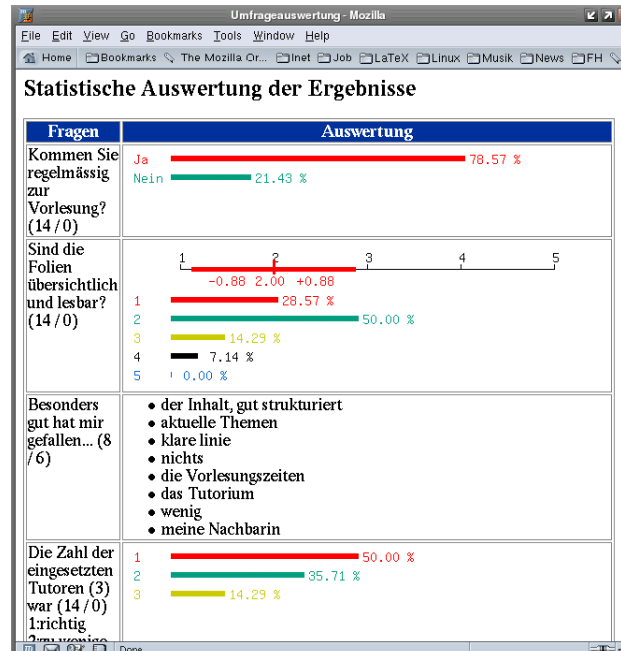 Umfrageauswertung - Mozilla
File Edit View Go Bookmarks Tools Window Help
Home Bookmarks The Mozilla Or... Inet Job LaTeX Linux Musik News FH
Statistische Auswertung der Ergebnisse
Fragen Auswertung
Kommen Sie
regelmässig
zur
Vorlesung?
(14 / 0)
Ja 78.57 %
Nein 21.43 %
Sind die
Folien
übersichtlich
und lesbar?
(14 / 0)
1 2 3 4 5
-0.88 2.00 +0.88
1 28.57 %
2 50.00 %
3 14.29 %
4 7.14 %
5 0.00 %
Besonders
gut hat mir
gefallen... (8
/ 6)
der Inhalt, gut strukturiert
aktuelle Themen
klare linie
nichts
die Vorlesungszeiten
das Tutorium
wenig
meine Nachbarin
Die Zahl der
eingesetzten
Tutoren (3)
war (14 / 0)
1:richtig
2:zu wenige
1 50.00 %
2 35.71 %
3 14.29 %
Done